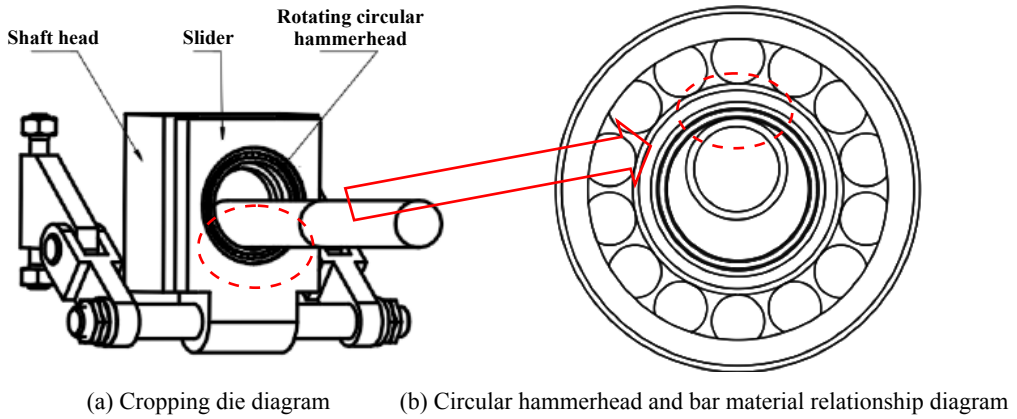 Shaft head
Slider
Rotating circular
hammerhead
(a) Cropping die diagram
(b) Circular hammerhead and bar material relationship diagram